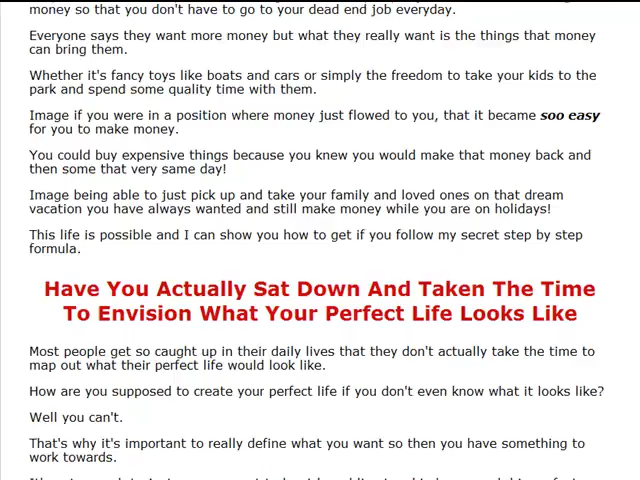 money so that you don't have to go to your dead end job everyday.
Everyone says they want more money but what they really want is the things that money
can bring them.
Whether it's fancy toys like boats and cars or simply the freedom to take your kids to the
park and spend some quality time with them.
Image if you were in a position where money just flowed to you, that it became soo easy
for you to make money.
You could buy expensive things because you knew you would make that money back and
then some that very same day!
Image being able to just pick up and take your family and loved ones on that dream
vacation you have always wanted and still make money while you are on holidays!
This life is possible and I can show you how to get if you follow my secret step by step
formula.
Have You Actually Sat Down And Taken The Time
To Envision What Your Perfect Life Looks Like
Most people get so caught up in their daily lives that they don't actually take the time to
map out what their perfect life would look like.
How are you supposed to create your perfect life if you don't even know what it looks like?
Well you can't.
That's why it's important to really define what you want so then you have something to
work towards.